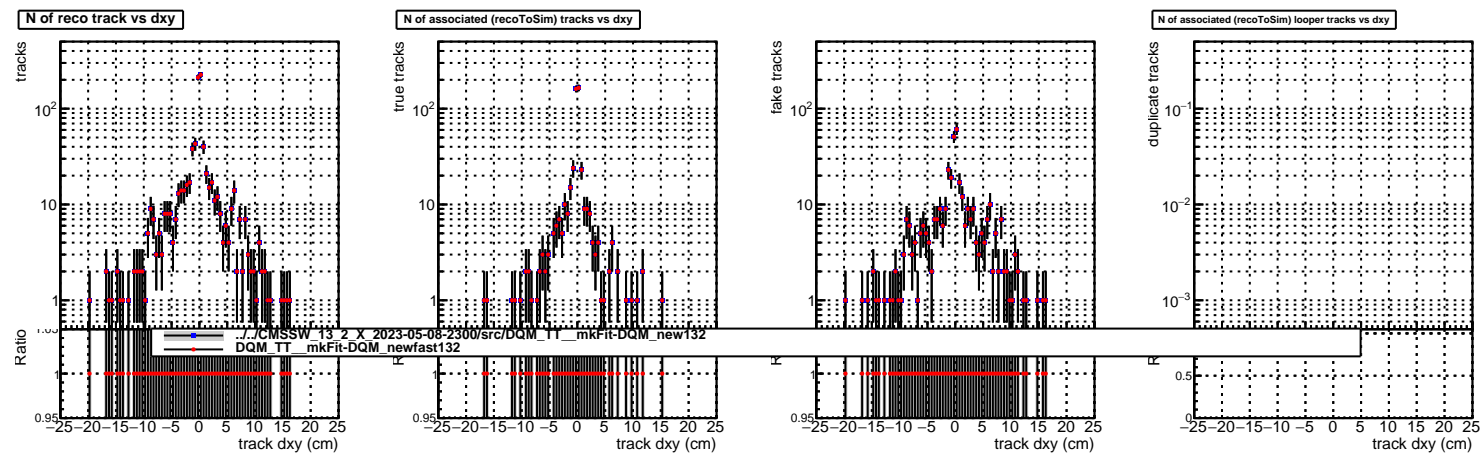 N of reco track vs dxy
tracks
10²
10
1
Ratio
1.05
1
0.95
−25 −20 −15 −10 −5 0 5 10 15 20 25
track dxy (cm)
N of associated (recoToSim) tracks vs dxy
true tracks
10²
10
1
1
0.95
−25 −20 −15 −10 −5 0 5 10 15 20 25
track dxy (cm)
fake tracks
10²
10
1
1
0.95
−25 −20 −15 −10 −5 0 5 10 15 20 25
track dxy (cm)
N of associated (recoToSim) looper tracks vs dxy
duplicate tracks
10⁻¹
10⁻²
10⁻³
0.5
0
−25 −20 −15 −10 −5 0 5 10 15 20 25
track dxy (cm)
../../CMSSW_13_2_X_2023-05-08-2300/src/DQM_TT__mkFit-DQM_new132
DQM_TT__mkFit-DQM_newfast132